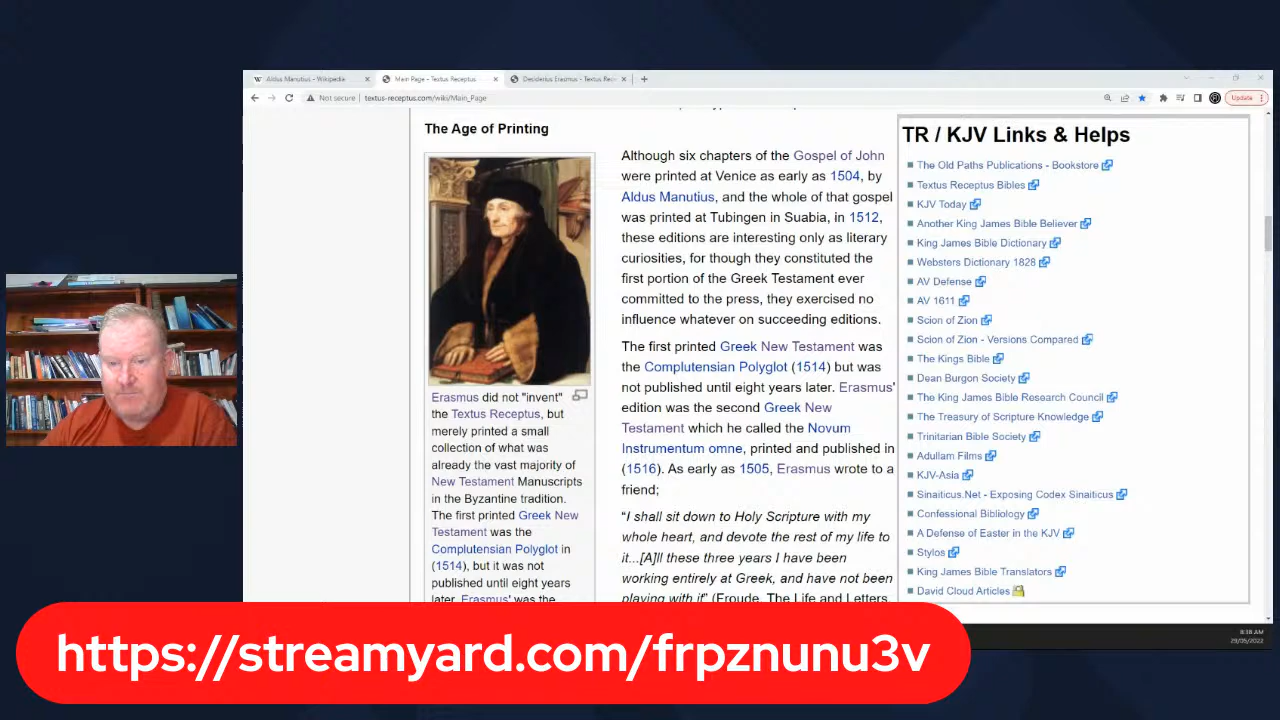 Aldus Manutius - Wikipedia
Main Page - Textus Receptus
Desiderius Erasmus - Textus Rec
Not secure
textus-receptus.com/wiki/Main_Page
Update
The Age of Printing
Erasmus did not "invent"
the Textus Receptus, but
merely printed a small
collection of what was
already the vast majority of
New Testament Manuscripts
in the Byzantine tradition.
The first printed Greek New
Testament was the
Complutensian Polyglot in
(1514), but it was not
published until eight years
later. Erasmus' was the
Although six chapters of the Gospel of John
were printed at Venice as early as 1504, by
Aldus Manutius, and the whole of that gospel
was printed at Tubingen in Suabia, in 1512,
these editions are interesting only as literary
curiosities, for though they constituted the
first portion of the Greek Testament ever
committed to the press, they exercised no
influence whatever on succeeding editions.
The first printed Greek New Testament was
the Complutensian Polyglot (1514) but was
not published until eight years later. Erasmus'
edition was the second Greek New
Testament which he called the Novum
Instrumentum omne, printed and published in
(1516). As early as 1505, Erasmus wrote to a
friend;
“I shall sit down to Holy Scripture with my
whole heart, and devote the rest of my life to
it...[A]ll these three years I have been
working entirely at Greek, and have not been
playing with it” (Froude, The Life and Letters
TR / KJV Links & Helps
The Old Paths Publications - Bookstore
Textus Receptus Bibles
KJV Today
Another King James Bible Believer
King James Bible Dictionary
Websters Dictionary 1828
AV Defense
AV 1611
Scion of Zion
Scion of Zion - Versions Compared
The Kings Bible
Dean Burgon Society
The King James Bible Research Council
The Treasury of Scripture Knowledge
Trinitarian Bible Society
Adullam Films
KJV-Asia
Sinaiticus.Net - Exposing Codex Sinaiticus
Confessional Bibliology
A Defense of Easter in the KJV
Stylos
King James Bible Translators
David Cloud Articles
8:38 AM
29/05/2022
https://streamyard.com/frpznunu3v